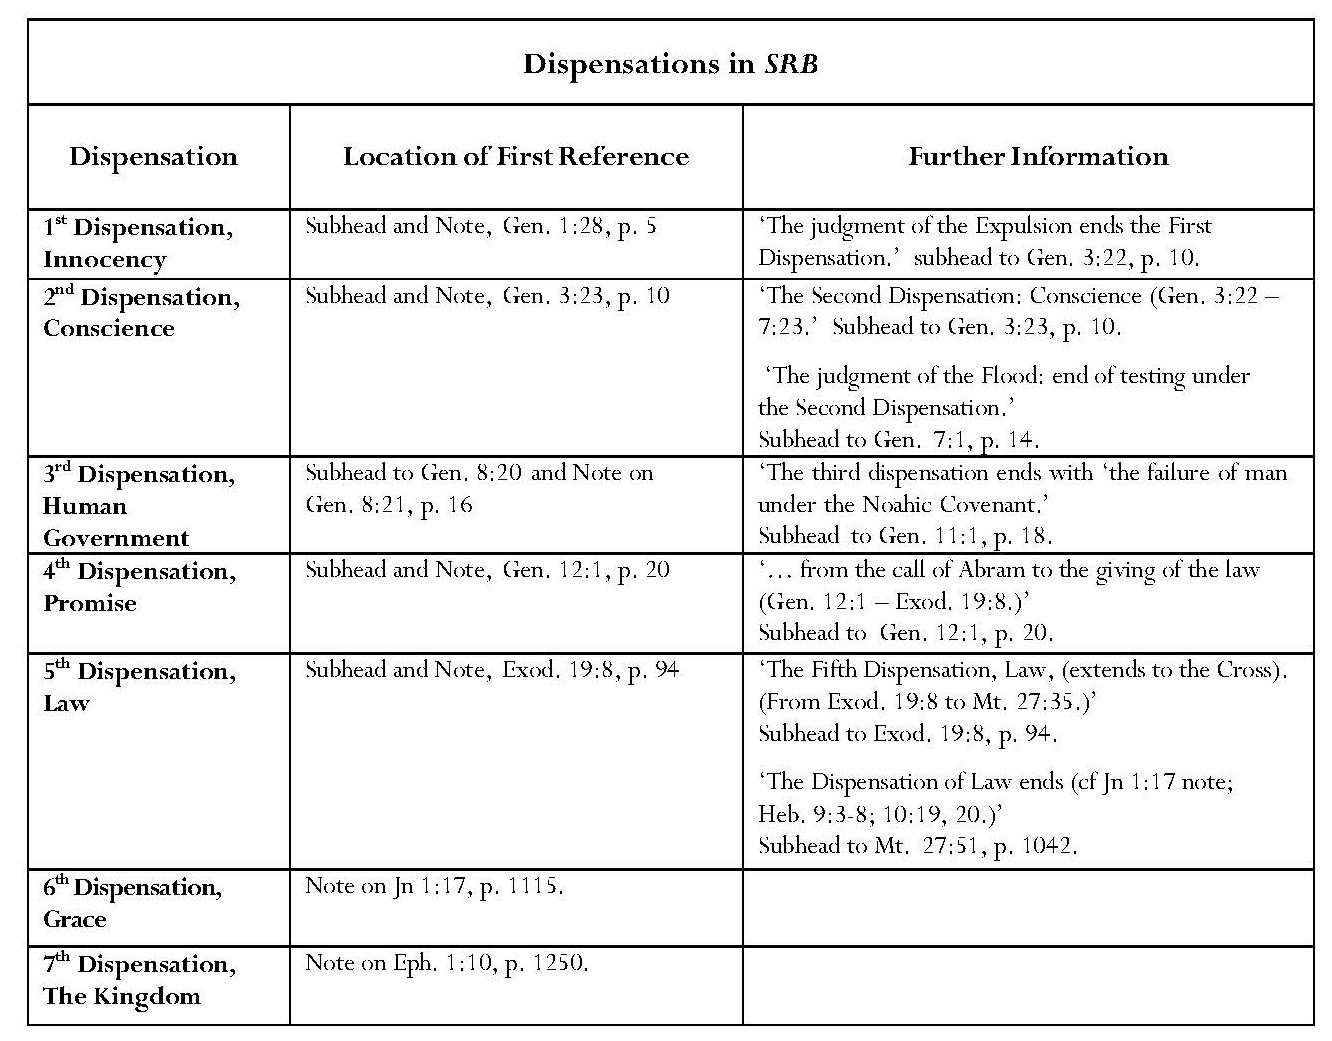 Dispensations in SRB
Dispensation
Location of First Reference
Further Information
1st Dispensation,
Innocency
Subhead and Note, Gen. 1:28, p. 5
‘The judgment of the Expulsion ends the First
Dispensation.’ subhead to Gen. 3:22, p. 10.
2nd Dispensation,
Conscience
Subhead and Note, Gen. 3:23, p. 10
‘The Second Dispensation: Conscience (Gen. 3:22 –
7:23.’ Subhead to Gen. 3:23, p. 10.
‘The judgment of the Flood: end of testing under
the Second Dispensation.’
Subhead to Gen. 7:1, p. 14.
3rd Dispensation,
Human
Government
Subhead to Gen. 8:20 and Note on
Gen. 8:21, p. 16
‘The third dispensation ends with ‘the failure of man
under the Noahic Covenant.’
Subhead to Gen. 11:1, p. 18.
4th Dispensation,
Promise
Subhead and Note, Gen. 12:1, p. 20
‘... from the call of Abram to the giving of the law
(Gen. 12:1 – Exod. 19:8.)’
Subhead to Gen. 12:1, p. 20.
5th Dispensation,
Law
Subhead and Note, Exod. 19:8, p. 94
‘The Fifth Dispensation, Law, (extends to the Cross).
(From Exod. 19:8 to Mt. 27:35.)’
Subhead to Exod. 19:8, p. 94.
‘The Dispensation of Law ends (cf Jn 1:17 note;
Heb. 9:3-8; 10:19, 20.)’
Subhead to Mt. 27:51, p. 1042.
6th Dispensation,
Grace
Note on Jn 1:17, p. 1115.
7th Dispensation,
The Kingdom
Note on Eph. 1:10, p. 1250.